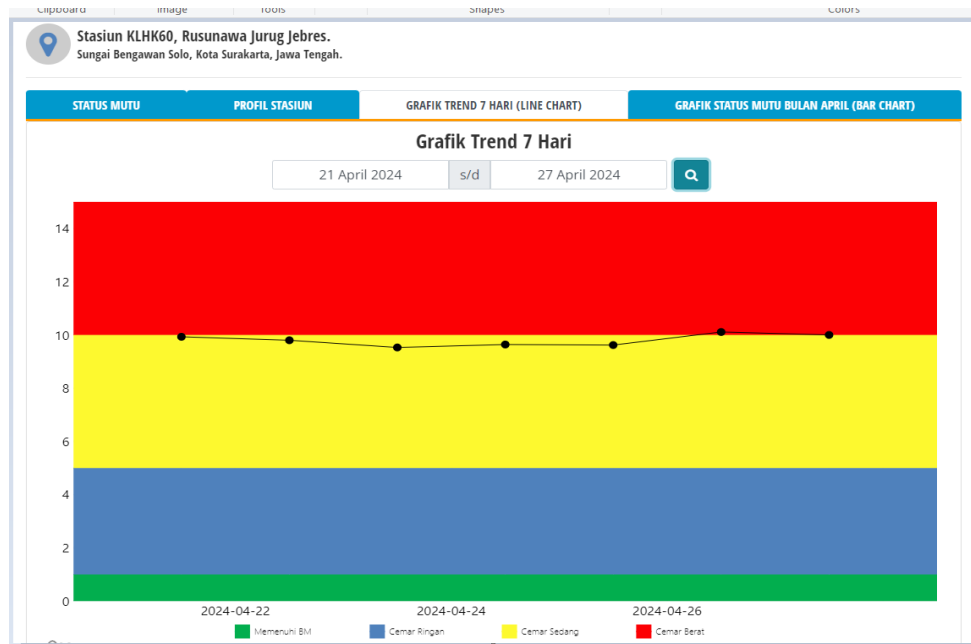 Clipboard Image Tools Shapes Colors
Stasiun KLHK60, Rusunawa Jurug Jebres.
Sungai Bengawan Solo, Kota Surakarta, Jawa Tengah.
STATUS MUTU PROFIL STASIUN GRAFIK TREND 7 HARI (LINE CHART) GRAFIK STATUS MUTU BULAN APRIL (BAR CHART)
Grafik Trend 7 Hari
21 April 2024 s/d 27 April 2024
14
12
10
8
6
4
2
0
2024-04-22 2024-04-24 2024-04-26
Memenuhi BM Cemar Ringan Cemar Sedang Cemar Berat